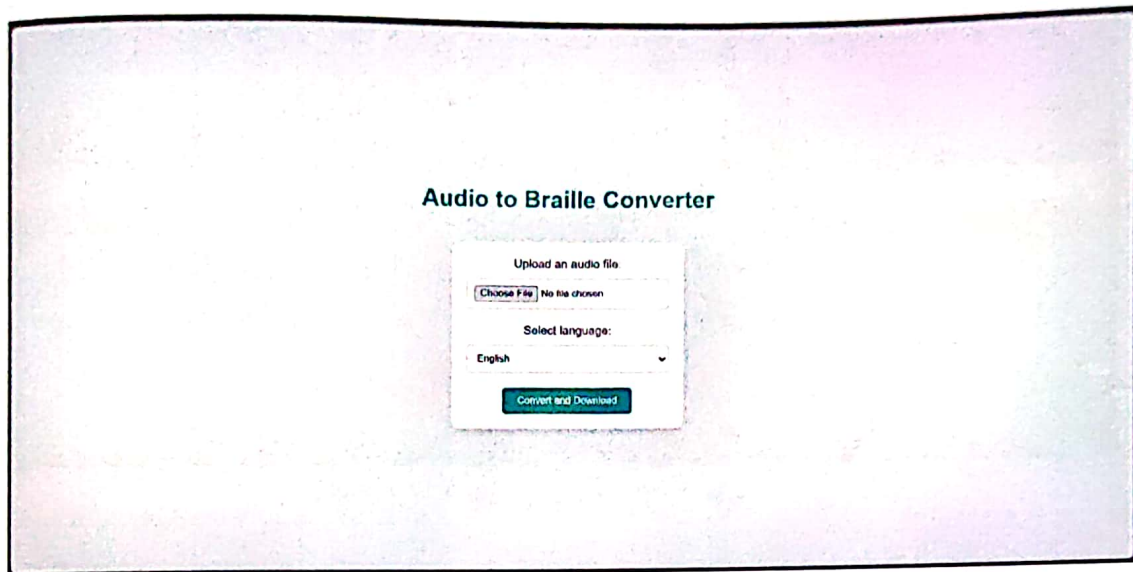 Audio to Braille Converter
Upload an audio file:
Choose File No file chosen
Select language:
English
Convert and Download